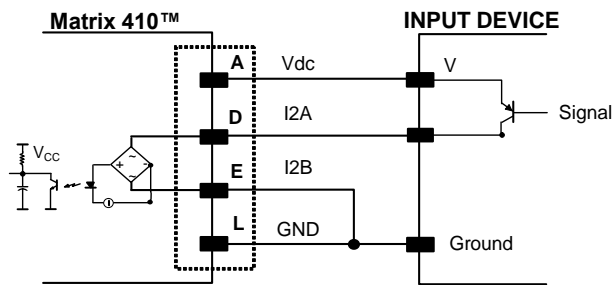 Matrix 410™
INPUT DEVICE
A
Vdc
V
D
I2A
Signal
VCC
+
~
-
~
E
I2B
L
GND
Ground
I